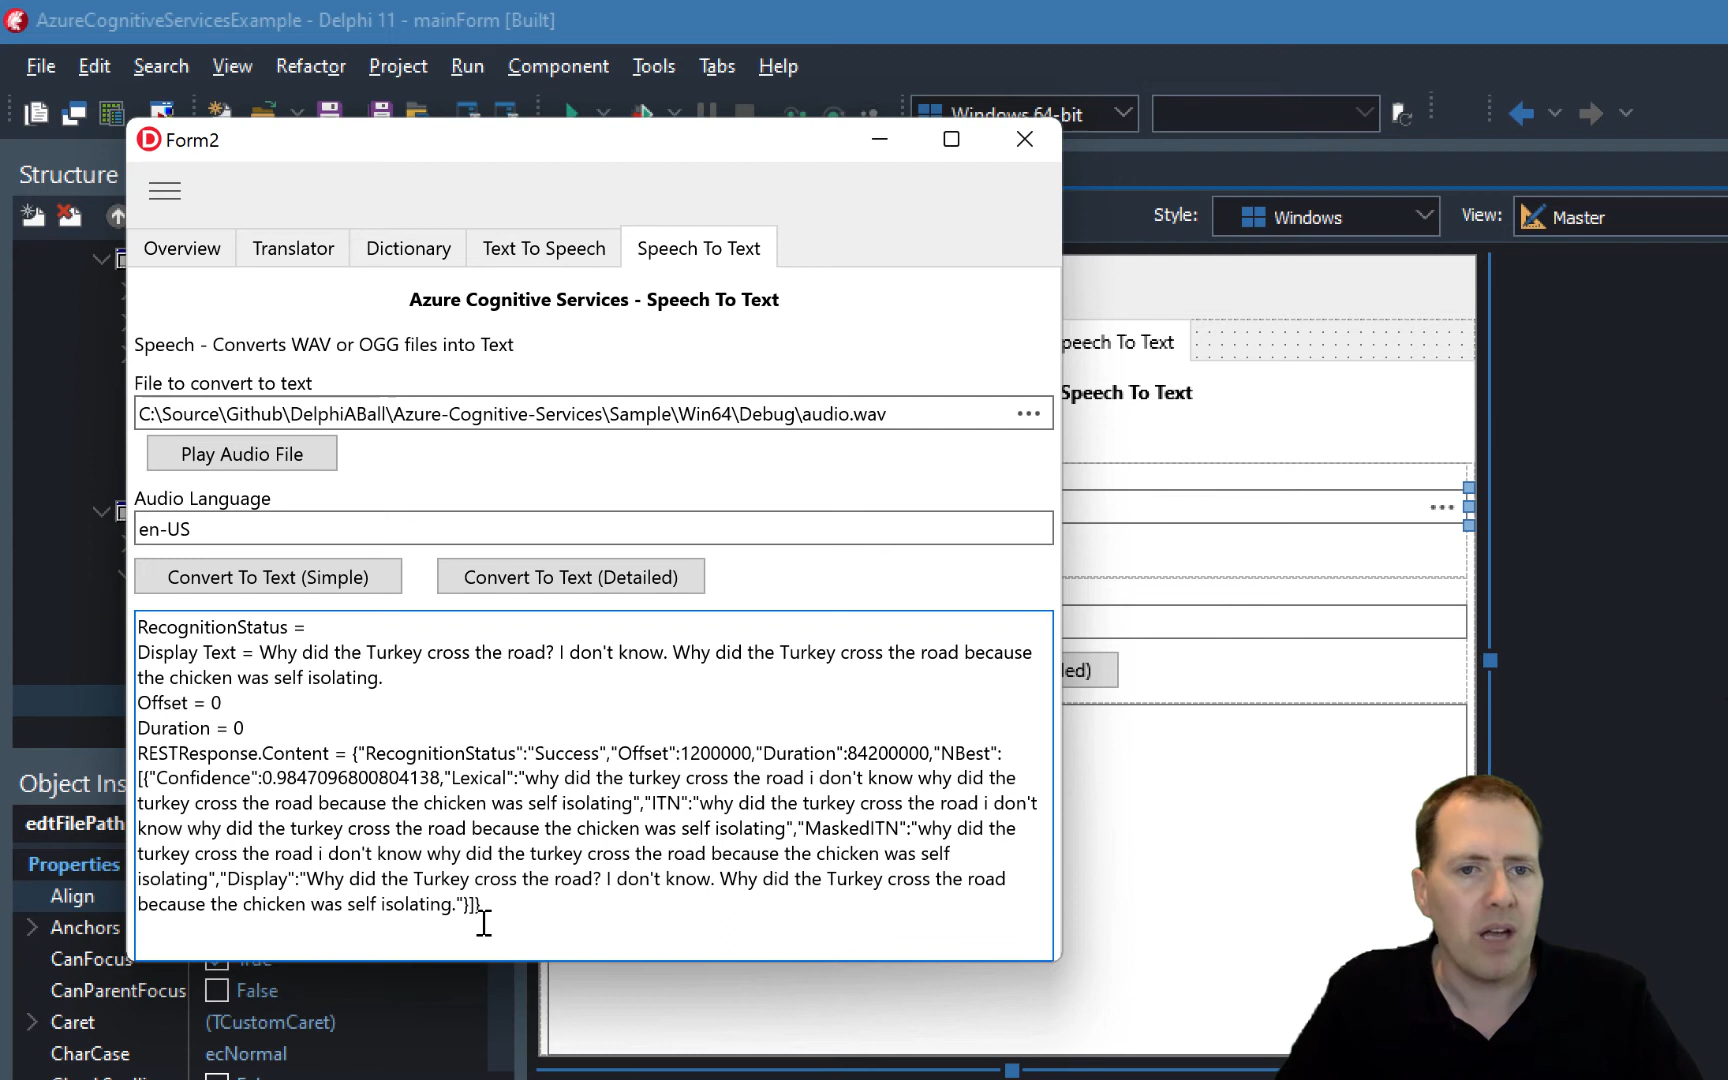 AzureCognitiveServicesExample - Delphi 11 - mainForm [Built]
File Edit Search View Refactor Project Run Component Tools Tabs Help
Windows 64-bit
Form2
Structure
Style: Windows View: Master
Overview Translator Dictionary Text To Speech Speech To Text
Azure Cognitive Services - Speech To Text
Speech - Converts WAV or OGG files into Text
peech To Text
File to convert to text
Speech To Text
C:\Source\Github\DelphiABall\Azure-Cognitive-Services\Sample\Win64\Debug\audio.wav
Play Audio File
Audio Language
en-US
Convert To Text (Simple) Convert To Text (Detailed)
RecognitionStatus =
Display Text = Why did the Turkey cross the road? I don't know. Why did the Turkey cross the road because
the chicken was self isolating.
led)
Offset = 0
Duration = 0
RESTResponse.Content = {"RecognitionStatus":"Success","Offset":1200000,"Duration":84200000,"NBest":
[{"Confidence":0.9847096800804138,"Lexical":"why did the turkey cross the road i don't know why did the
turkey cross the road because the chicken was self isolating","ITN":"why did the turkey cross the road i don't
know why did the turkey cross the road because the chicken was self isolating","MaskedITN":"why did the
turkey cross the road i don't know why did the turkey cross the road because the chicken was self
isolating","Display":"Why did the Turkey cross the road? I don't know. Why did the Turkey cross the road
because the chicken was self isolating."}]}
Object Ins
edtFilePath
Properties
Align
Anchors
CanFocus
CanParentFocus False
Caret (TCustomCaret)
CharCase ecNormal